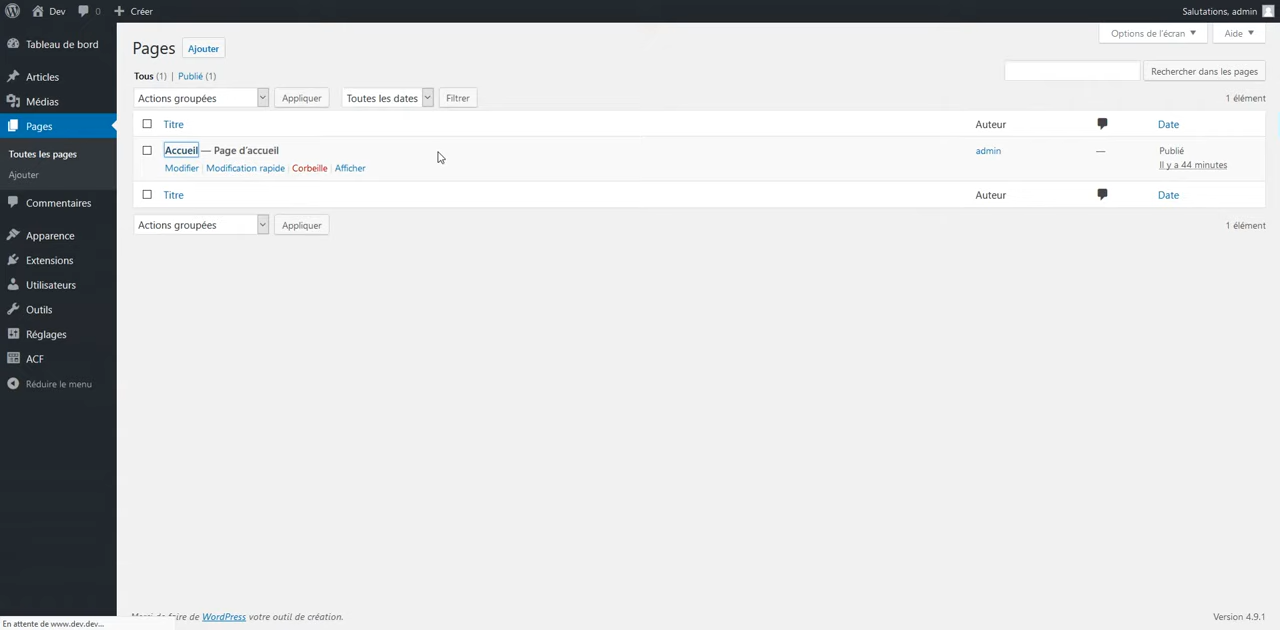 Dev 0 Créer Salutations, admin
Tableau de bord
Articles
Médias
Pages
Toutes les pages
Ajouter
Commentaires
Apparence
Extensions
Utilisateurs
Outils
Réglages
ACF
Réduire le menu
Options de l'écran ▼ Aide ▼
Pages Ajouter
Tous (1) | Publié (1)
Rechercher dans les pages
Actions groupées Appliquer Toutes les dates Filtrer 1 élément
Titre Auteur Date
Accueil — Page d'accueil admin — Publié
Modifier | Modification rapide | Corbeille | Afficher Il y a 44 minutes
Titre Auteur Date
Actions groupées Appliquer 1 élément
Merci de faire de WordPress votre outil de création. Version 4.9.1
En attente de www.dev.dev...